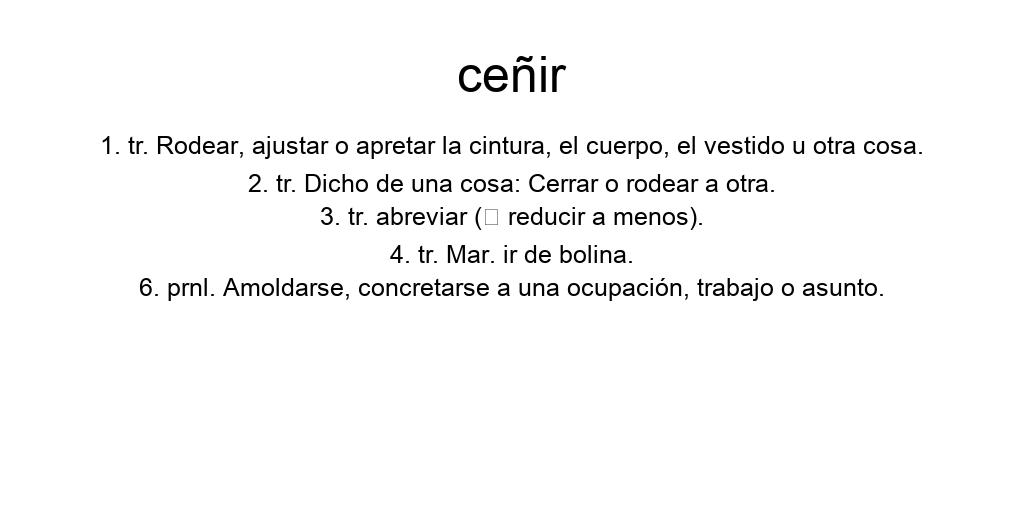 ceñir
1. tr. Rodear, ajustar o apretar la cintura, el cuerpo, el vestido u otra cosa.
2. tr. Dicho de una cosa: Cerrar o rodear a otra.
3. tr. abreviar (□ reducir a menos).
4. tr. Mar. ir de bolina.
6. prnl. Amoldarse, concretarse a una ocupación, trabajo o asunto.